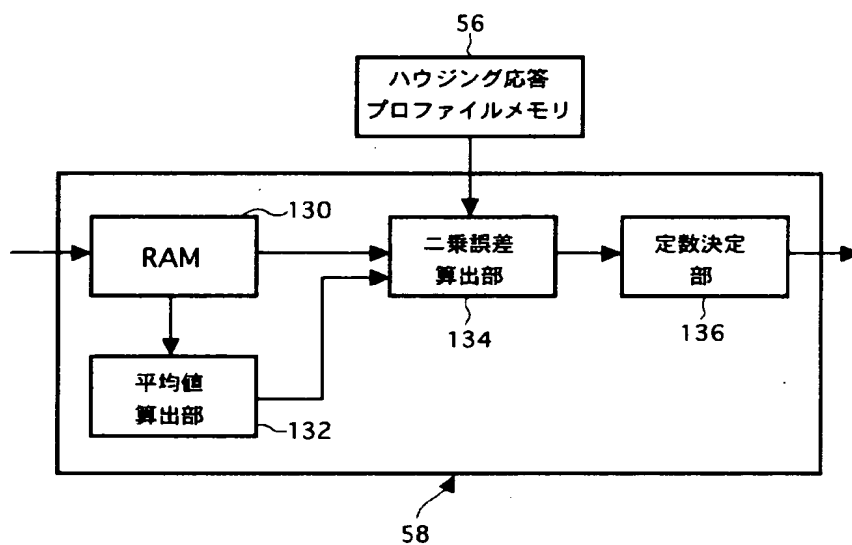 56
ハウジング応答
プロファイルメモリ
130
RAM
二乗誤差
算出部
134
定数決定
部
136
平均値
算出部
132
58